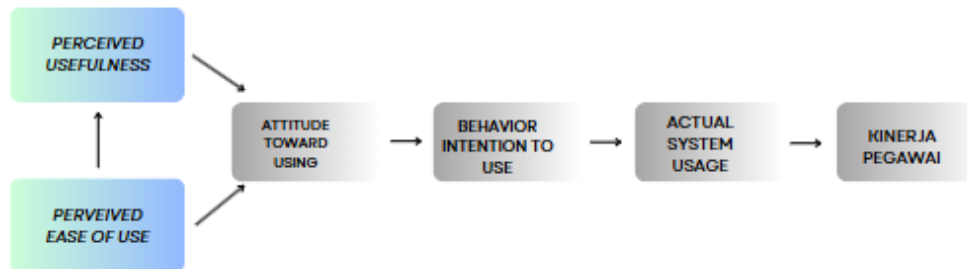 PERCEIVED
USEFULNESS
PERVEIVED
EASE OF USE
ATTITUDE
TOWARD
USING
BEHAVIOR
INTENTION TO
USE
ACTUAL
SYSTEM
USAGE
KINERJA
PEGAWAI